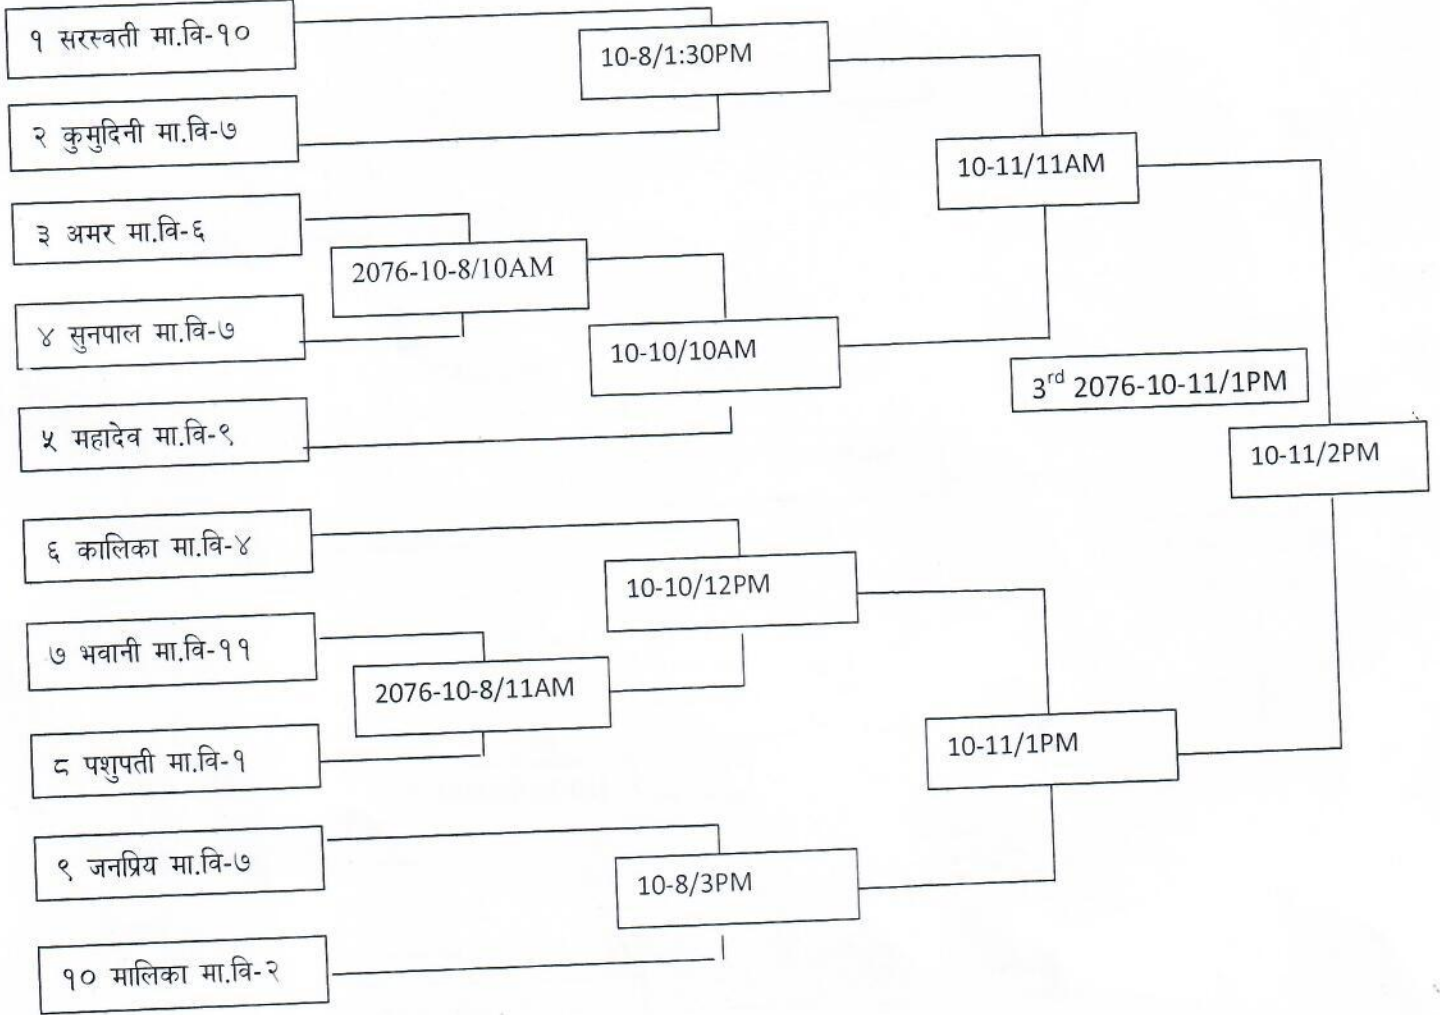 १ सरस्वती मा.वि-१०
10-8/1:30PM
२ कुमुदिनी मा.वि-७
10-11/11AM
३ अमर मा.वि-६
2076-10-8/10AM
४ सुनपाल मा.वि-७
10-10/10AM
3rd 2076-10-11/1PM
५ महादेव मा.वि-९
10-11/2PM
६ कालिका मा.वि-४
10-10/12PM
७ भवानी मा.वि-११
2076-10-8/11AM
८ पशुपती मा.वि-१
10-11/1PM
९ जनप्रिय मा.वि-७
10-8/3PM
१० मालिका मा.वि-२